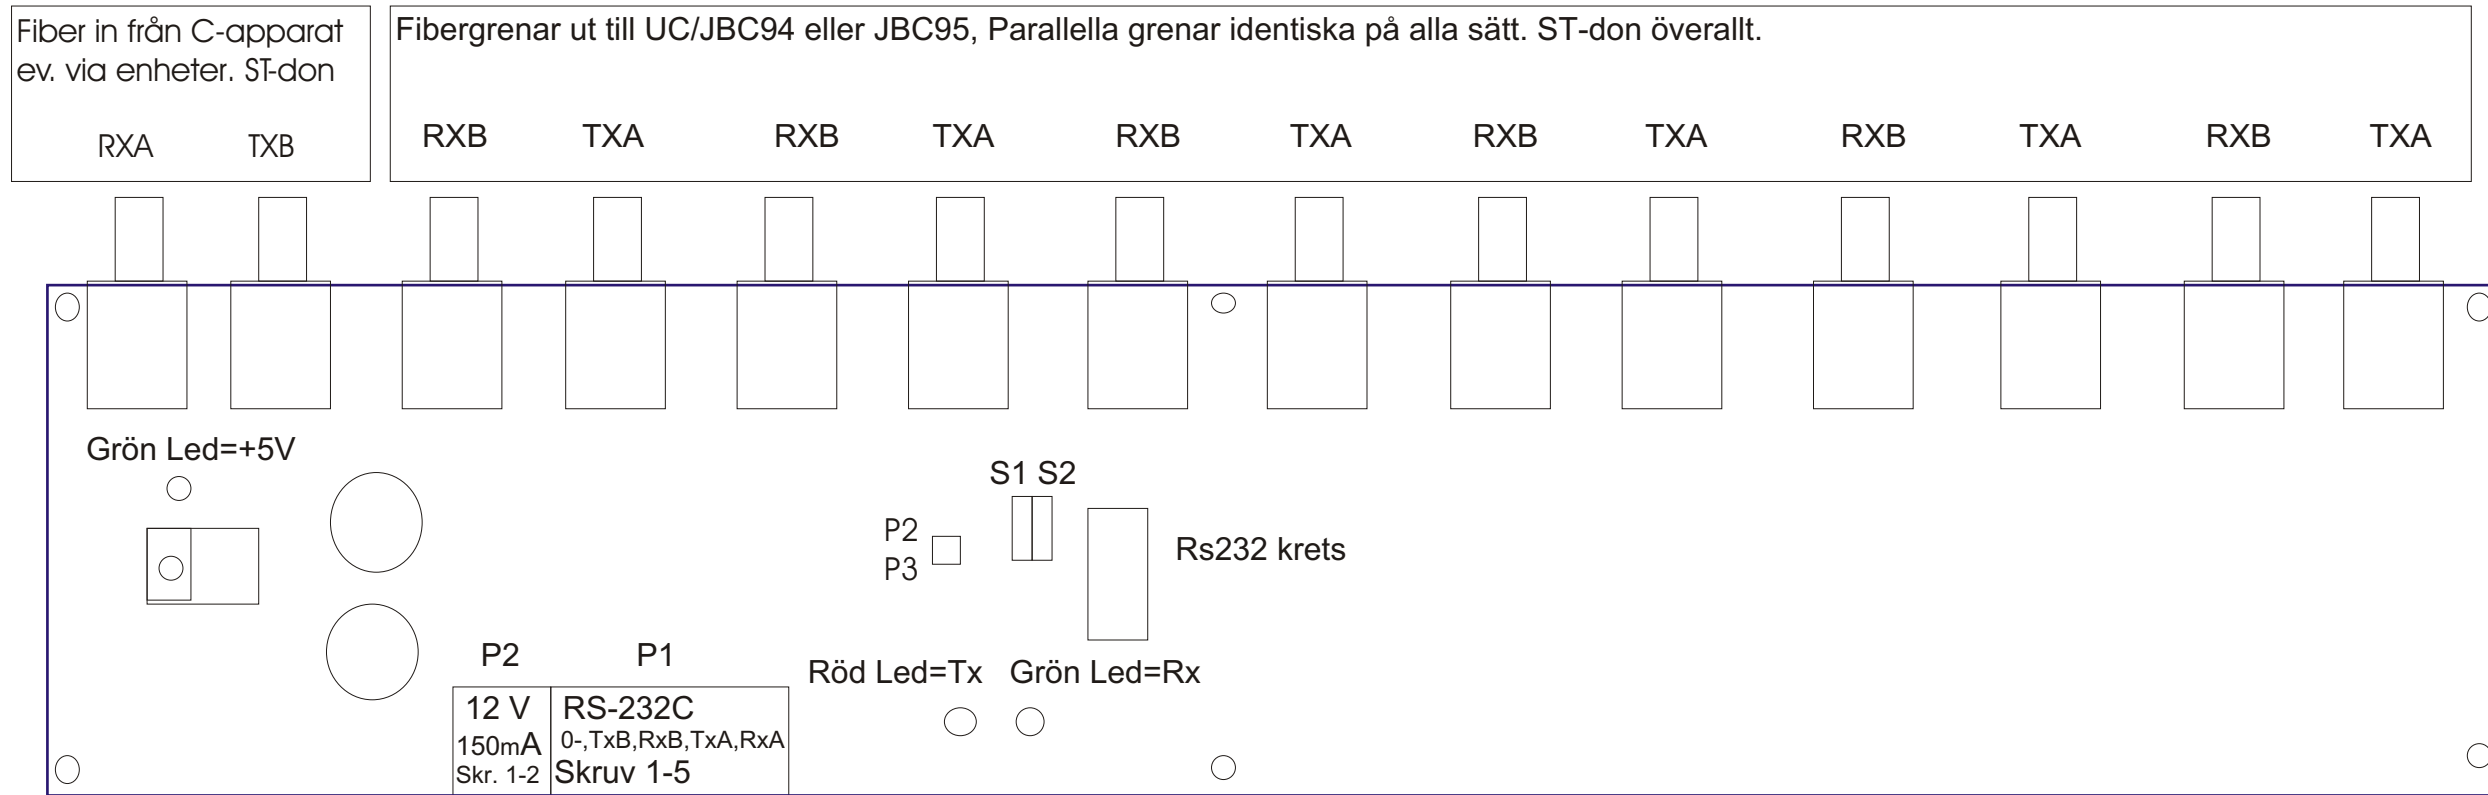 Fiber in från C-apparat
ev. via enheter. ST-don
RXA TXB
Fibergrenar ut till UC/JBC94 eller JBC95, Parallella grenar identiska på alla sätt. ST-don överallt.
RXB TXA RXB TXA RXB TXA RXB TXA RXB TXA RXB TXA
Grön Led=+5V
S1 S2
P2
P3
Rs232 krets
P2 P1
Röd Led=Tx Grön Led=Rx
12 V
150mA
Skr. 1-2
RS-232C
0-,TxB,RxB,TxA,RxA
Skruv 1-5